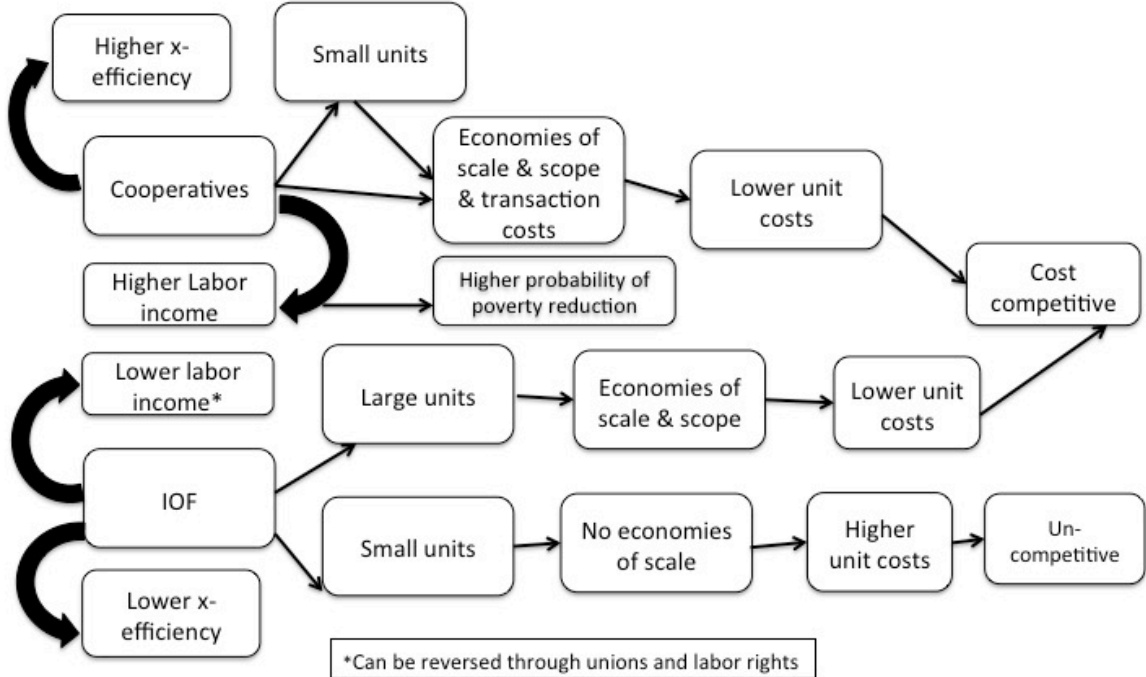 Higher x-
efficiency
Small units
Cooperatives
Economies of
scale & scope
& transaction
costs
Lower unit
costs
Cost
competitive
Higher Labor
income
Higher probability of
poverty reduction
Lower labor
income*
Large units
Economies of
scale & scope
Lower unit
costs
IOF
Small units
No economies
of scale
Higher
unit costs
Un-
competitive
Lower x-
efficiency
*Can be reversed through unions and labor rights